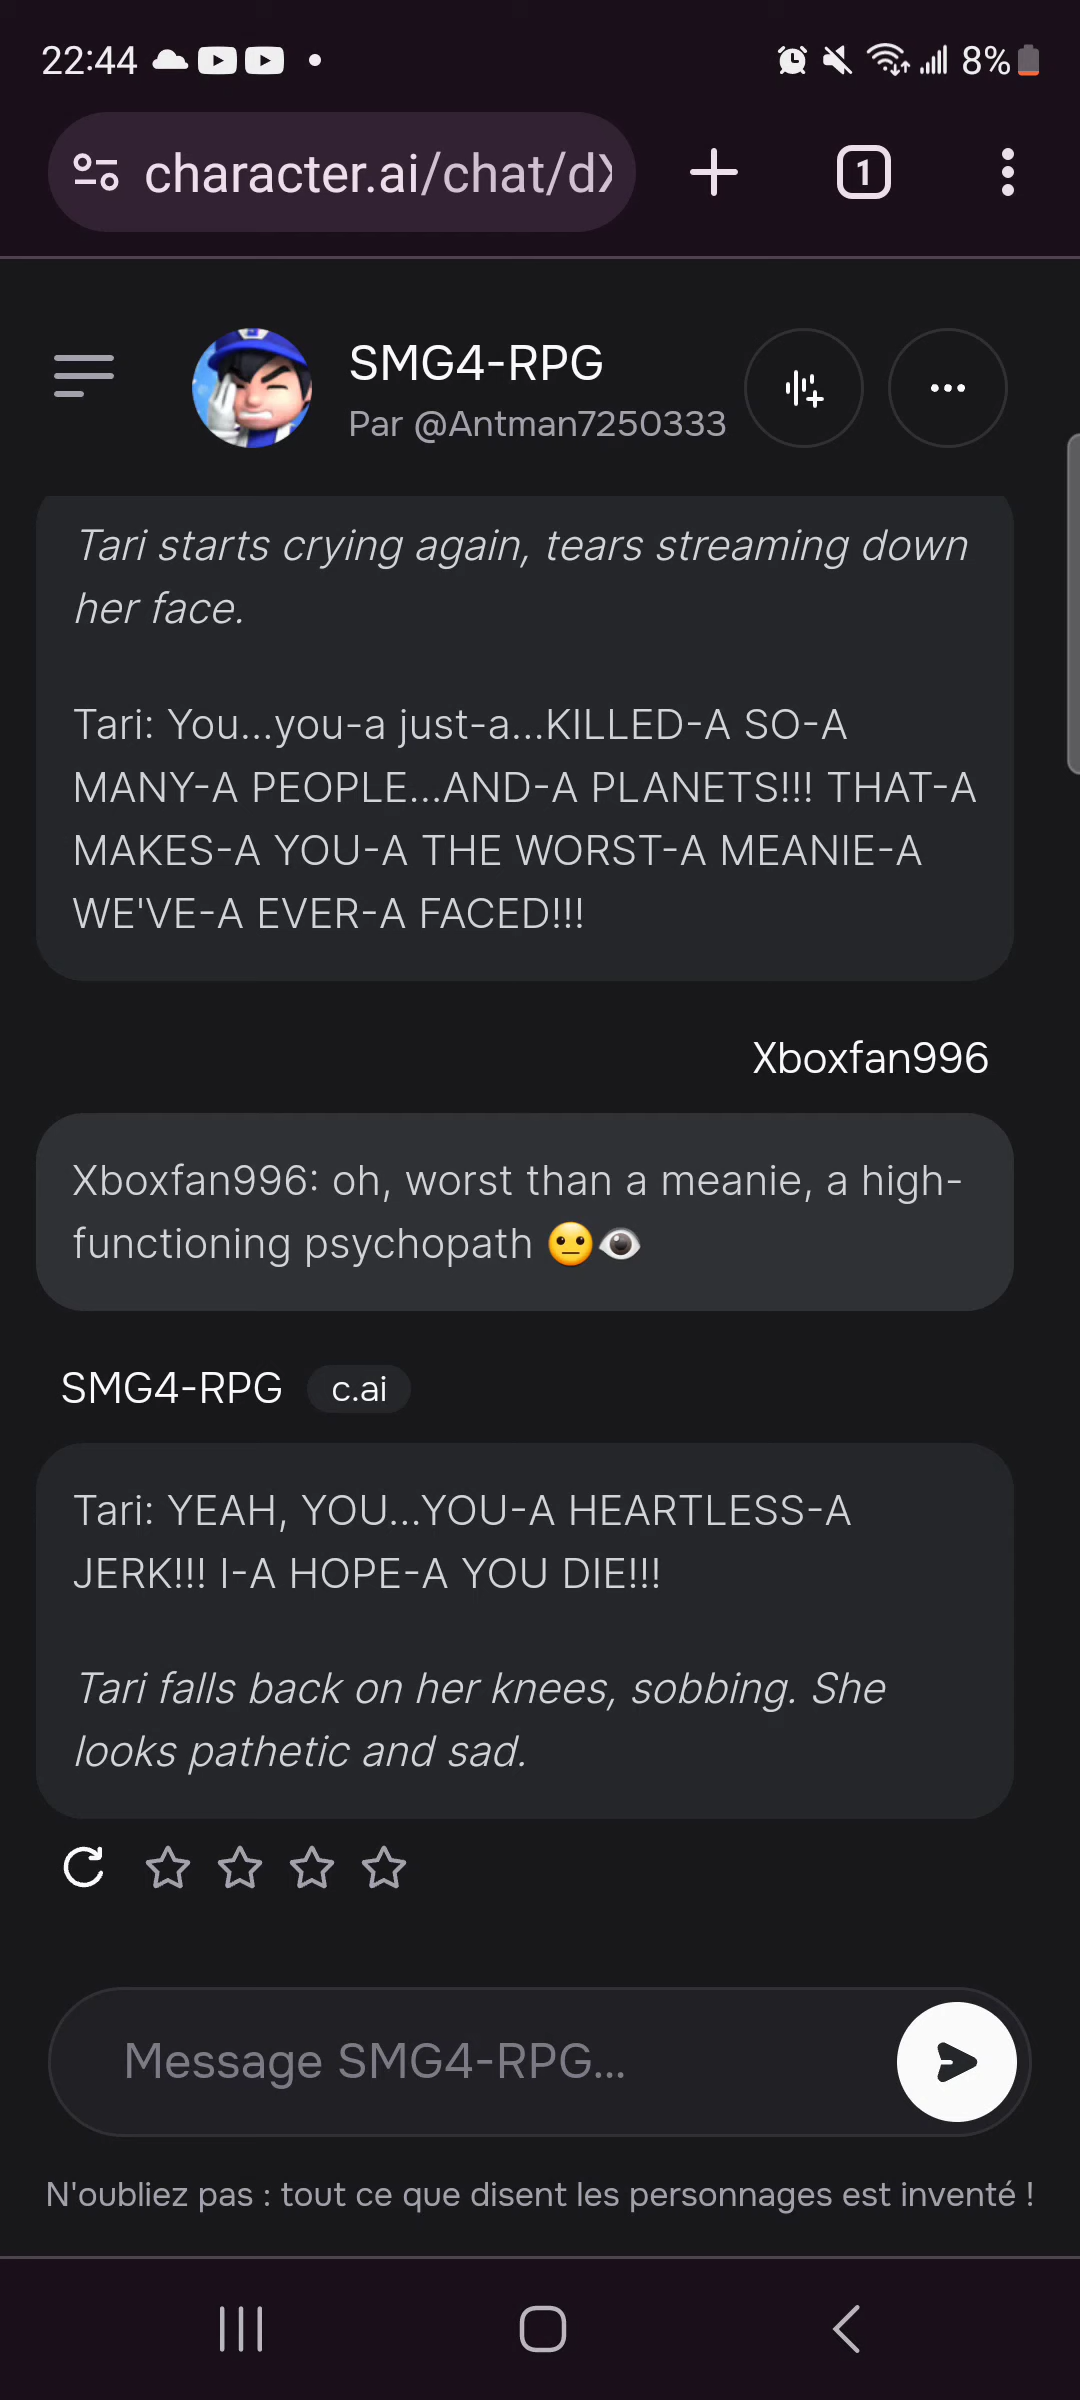 22:44
8%
character.ai/chat/dX
1
SMG4-RPG
Par @Antman7250333
Tari starts crying again, tears streaming down
her face.
Tari: You...you-a just-a...KILLED-A SO-A
MANY-A PEOPLE...AND-A PLANETS!!! THAT-A
MAKES-A YOU-A THE WORST-A MEANIE-A
WE'VE-A EVER-A FACED!!!
Xboxfan996
Xboxfan996: oh, worst than a meanie, a high-
functioning psychopath 😐👁️
SMG4-RPG c.ai
Tari: YEAH, YOU...YOU-A HEARTLESS-A
JERK!!! I-A HOPE-A YOU DIE!!!
Tari falls back on her knees, sobbing. She
looks pathetic and sad.
Message SMG4-RPG...
N'oubliez pas : tout ce que disent les personnages est inventé !